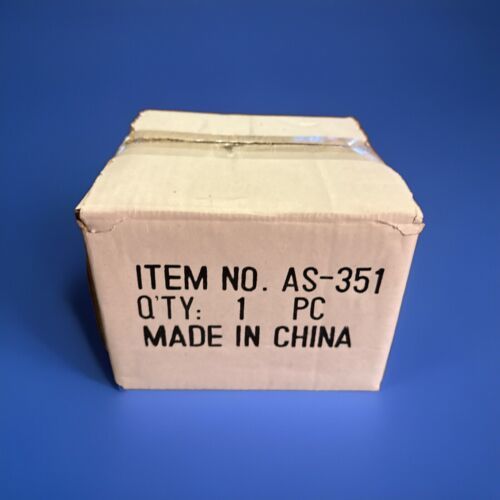 ITEM NO. AS-351
Q'TY: 1 PC
MADE IN CHINA